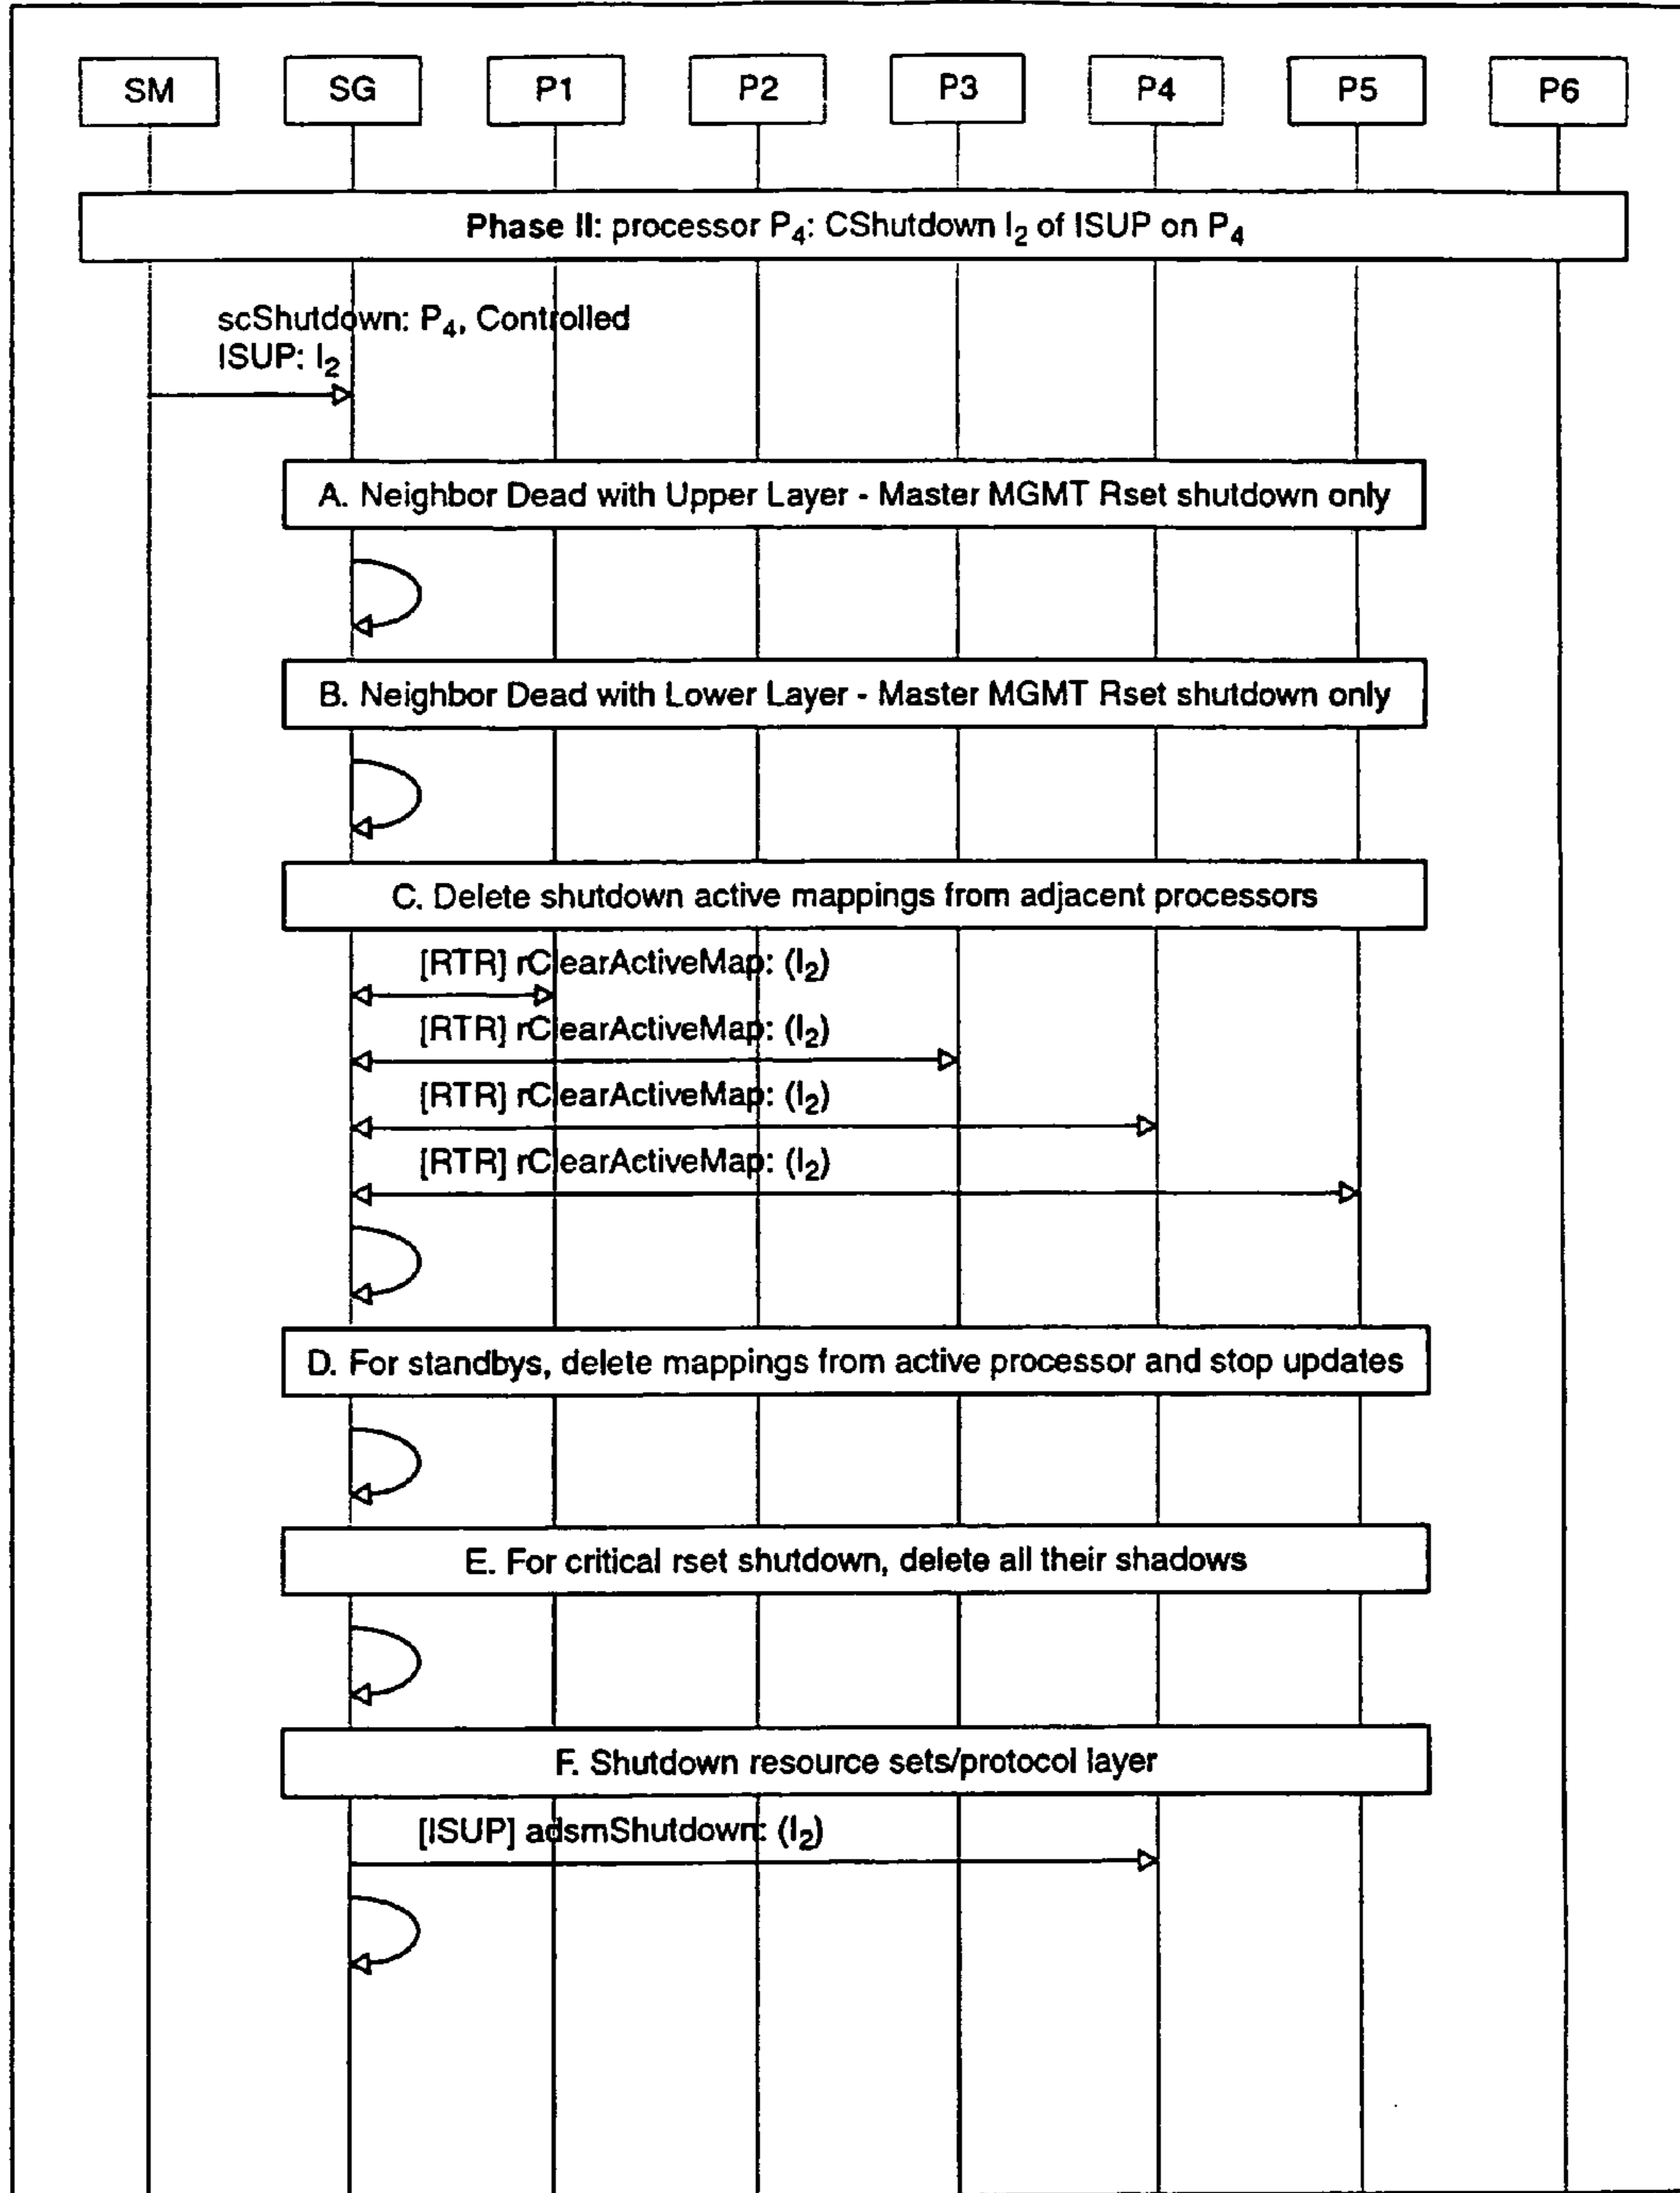 SM SG P1 P2 P3 P4 P5 P6
Phase II: processor P₄: CShutdown I₂ of ISUP on P₄
scShutdown: P₄, Controlled
ISUP: I₂
A. Neighbor Dead with Upper Layer - Master MGMT Rset shutdown only
B. Neighbor Dead with Lower Layer - Master MGMT Rset shutdown only
C. Delete shutdown active mappings from adjacent processors
[RTR] rClearActiveMap: (I₂)
[RTR] rClearActiveMap: (I₂)
[RTR] rClearActiveMap: (I₂)
[RTR] rClearActiveMap: (I₂)
D. For standbys, delete mappings from active processor and stop updates
E. For critical rset shutdown, delete all their shadows
F. Shutdown resource sets/protocol layer
[ISUP] adsmShutdown: (I₂)